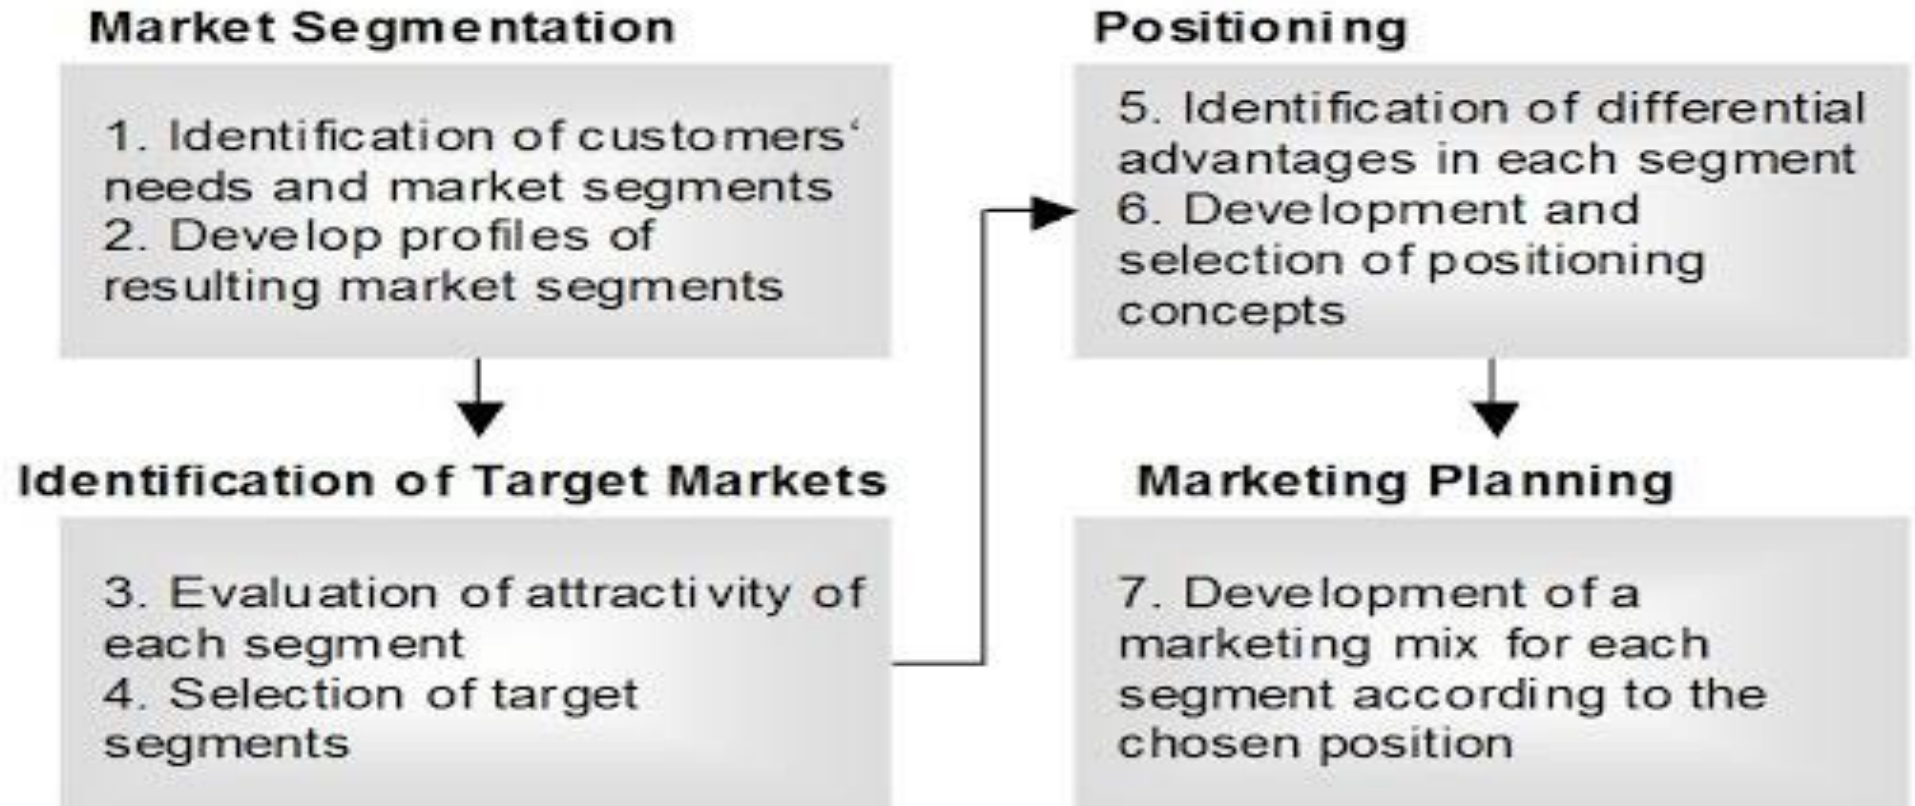 Market Segmentation
1. Identification of customers‘
needs and market segments
2. Develop profiles of
resulting market segments
Identification of Target Markets
3. Evaluation of attractivity of
each segment
4. Selection of target
segments
Positioning
5. Identification of differential
advantages in each segment
6. Development and
selection of positioning
concepts
Marketing Planning
7. Development of a
marketing mix for each
segment according to the
chosen position